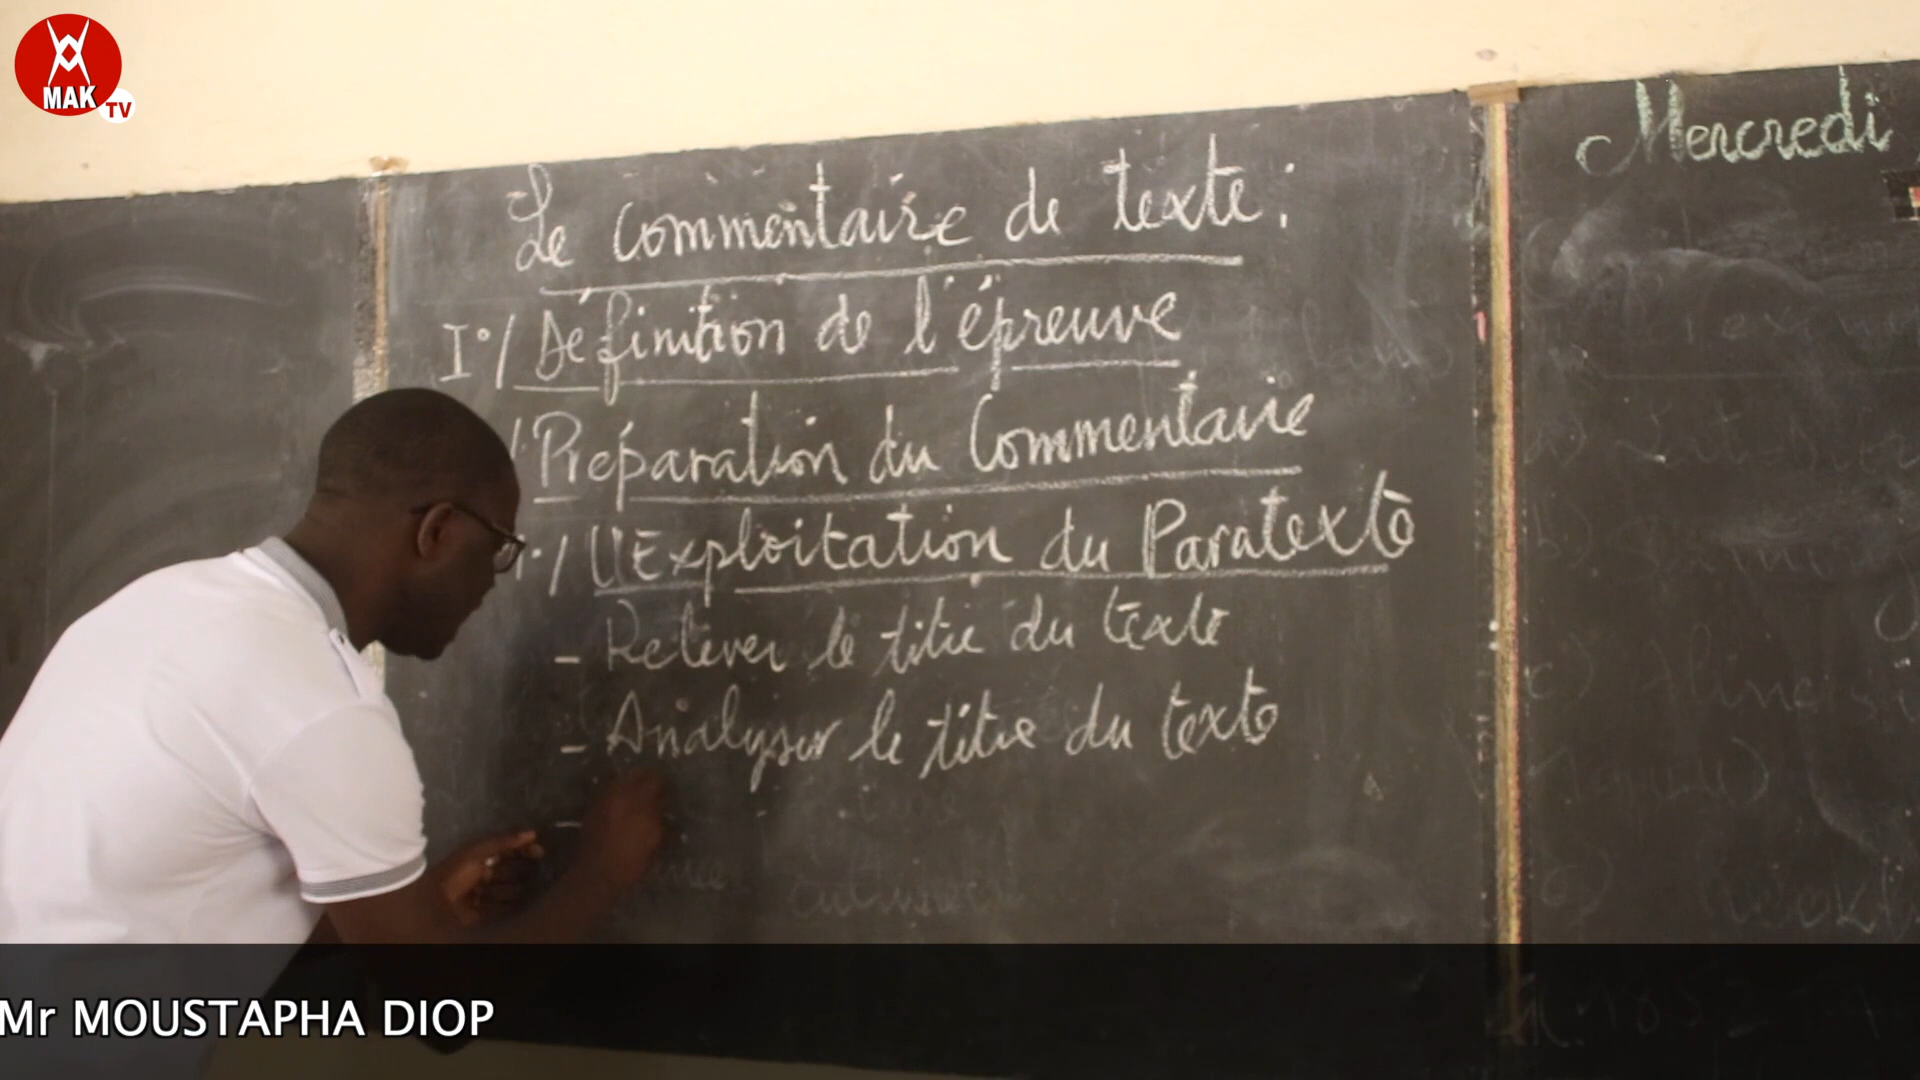 MAK TV
Mercredi
Le commentaire de texte :
I°/ Définition de l'épreuve
/ Préparation du Commentaire
/ L'Exploitation du Paratexte
- Relever le titre du texte
- Analyser le titre du texte
-
Mr MOUSTAPHA DIOP